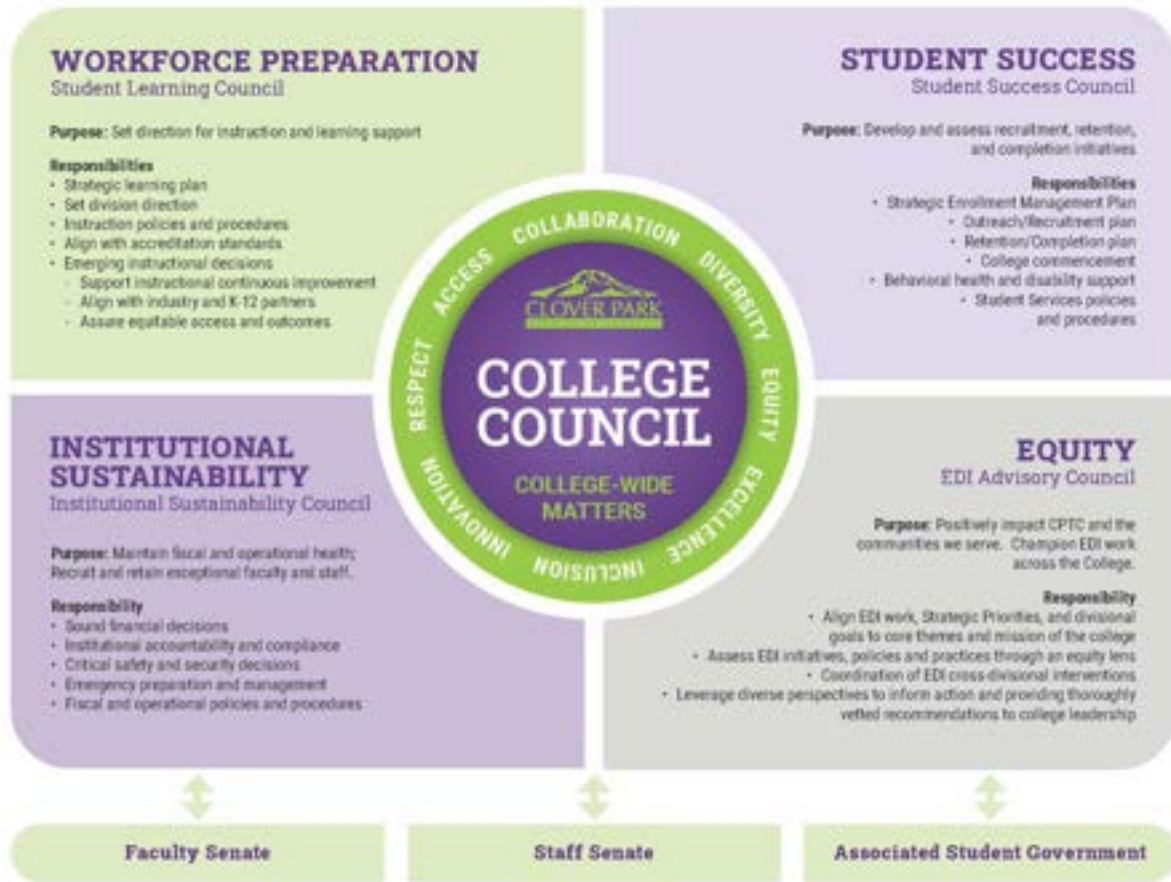 WORKFORCE PREPARATION
Student Learning Council
Purpose: Set direction for instruction and learning support
Responsibilities
• Strategic learning plan
• Set division direction
• Instruction policies and procedures
• Align with accreditation standards
• Emerging instructional decisions
- Support instructional continuous improvement
- Align with industry and K-12 partners
- Assure equitable access and outcomes
STUDENT SUCCESS
Student Success Council
Purpose: Develop and assess recruitment, retention,
and completion initiatives
Responsibilities
• Strategic Enrollment Management Plan
• Outreach/Recruitment plan
• Retention/Completion plan
• College commencement
• Behavioral health and disability support
• Student Services policies
and procedures
RESPECT ACCESS COLLABORATION DIVERSITY EQUITY EXCELLENCE INCLUSION INNOVATION
CLOVER PARK
COLLEGE
COUNCIL
COLLEGE-WIDE
MATTERS
INSTITUTIONAL
SUSTAINABILITY
Institutional Sustainability Council
Purpose: Maintain fiscal and operational health;
Recruit and retain exceptional faculty and staff.
Responsibility
• Sound financial decisions
• Institutional accountability and compliance
• Critical safety and security decisions
• Emergency preparation and management
• Fiscal and operational policies and procedures
EQUITY
EDI Advisory Council
Purpose: Positively impact CPTC and the
communities we serve. Champion EDI work
across the College.
Responsibility
• Align EDI work, Strategic Priorities, and divisional
goals to core themes and mission of the college
• Assess EDI initiatives, policies and practices through an equity lens
• Coordination of EDI cross-divisional interventions
• Leverage diverse perspectives to inform action and providing thoroughly
vetted recommendations to college leadership
Faculty Senate
Staff Senate
Associated Student Government